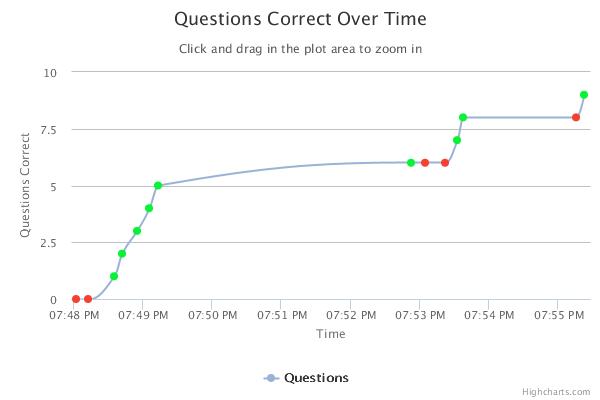 Questions Correct Over Time
Click and drag in the plot area to zoom in
10
7.5
5
2.5
0
Questions Correct
07:48 PM 07:49 PM 07:50 PM 07:51 PM 07:52 PM 07:53 PM 07:54 PM 07:55 PM
Time
Questions
Highcharts.com